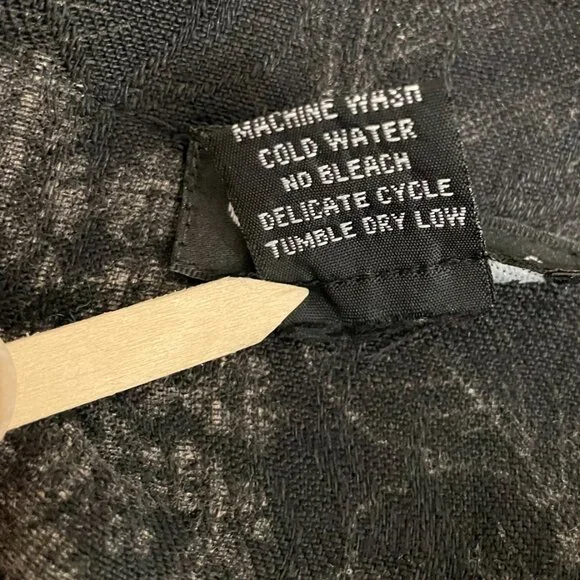 MACHINE WASH
COLD WATER
NO BLEACH
DELICATE CYCLE
TUMBLE DRY LOW